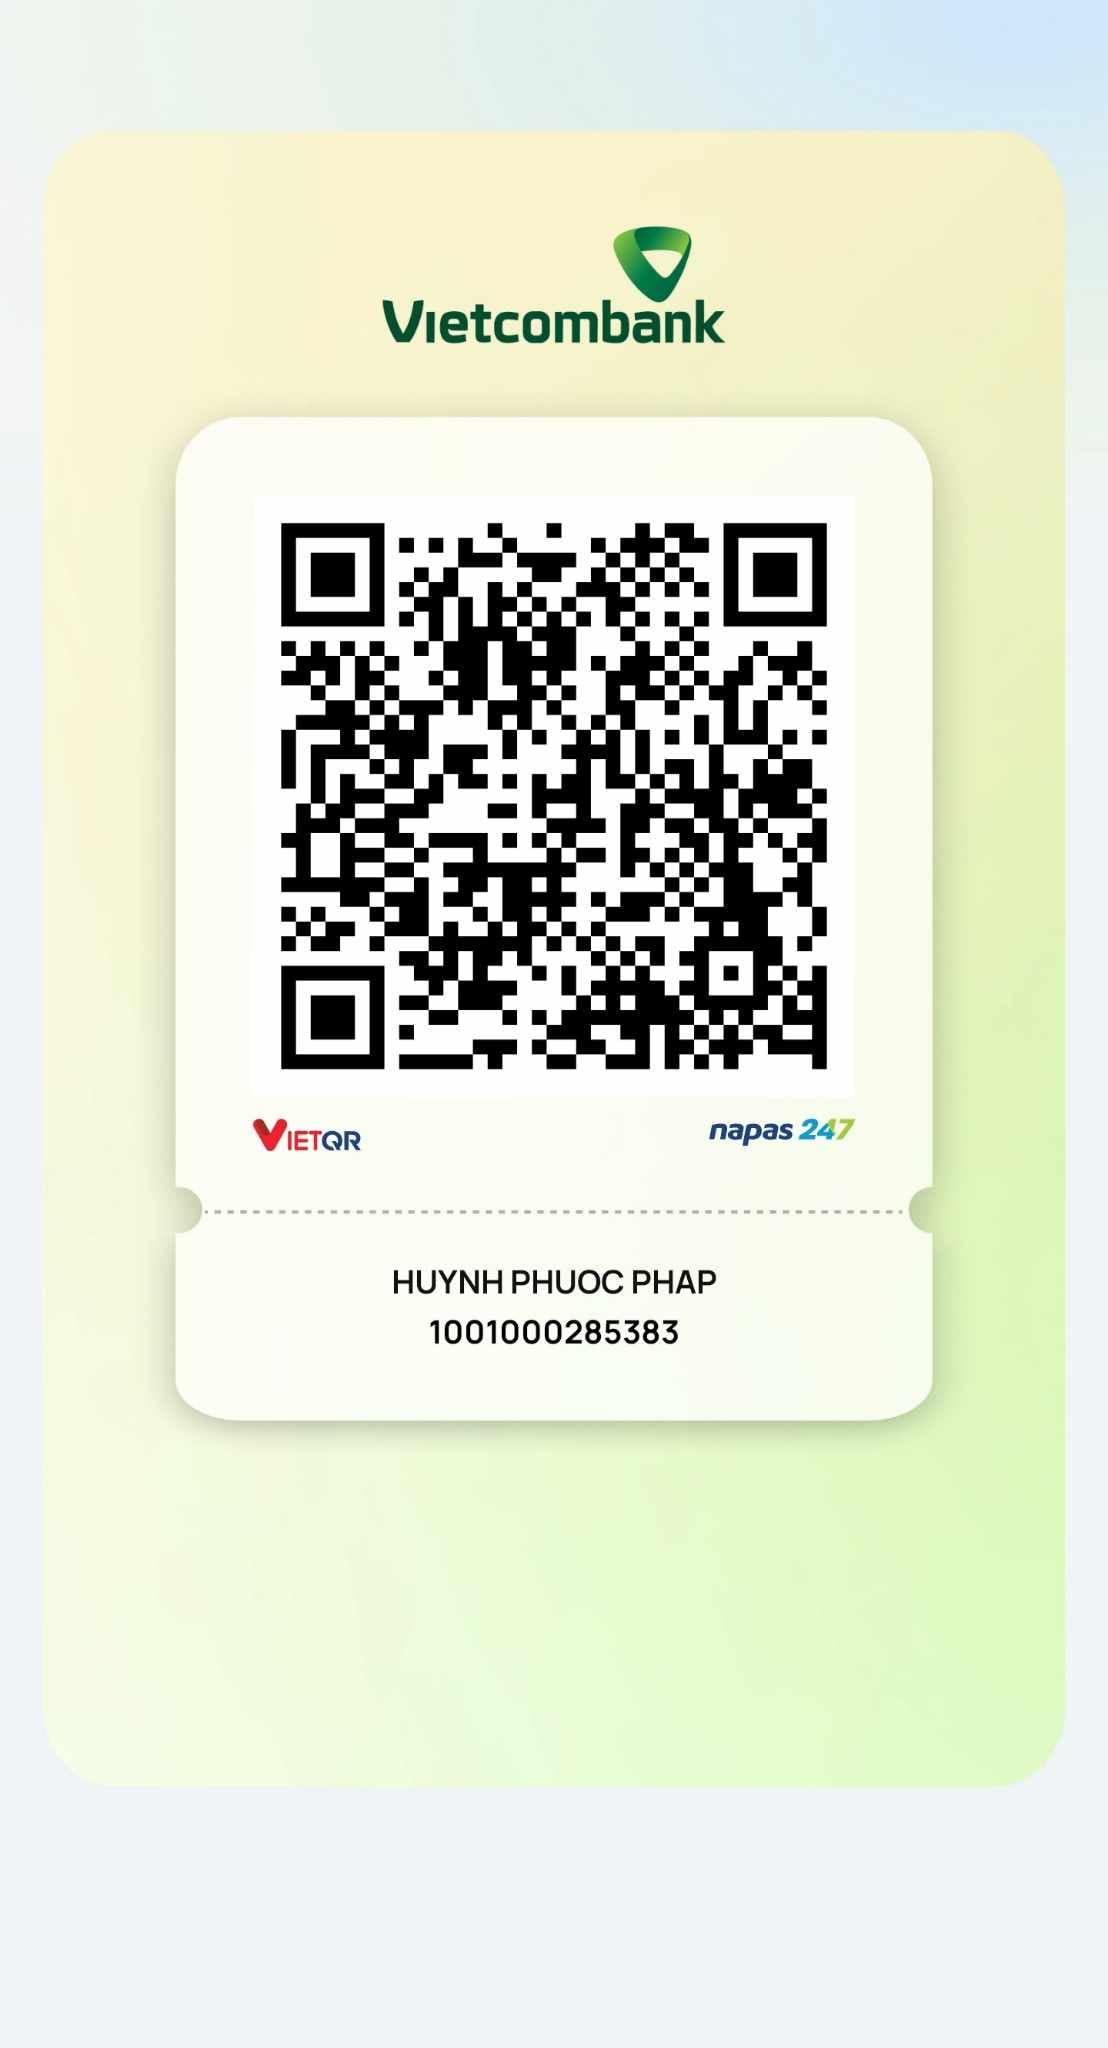 Vietcombank
VIETQR
napas 247
HUYNH PHUOC PHAP
1001000285383